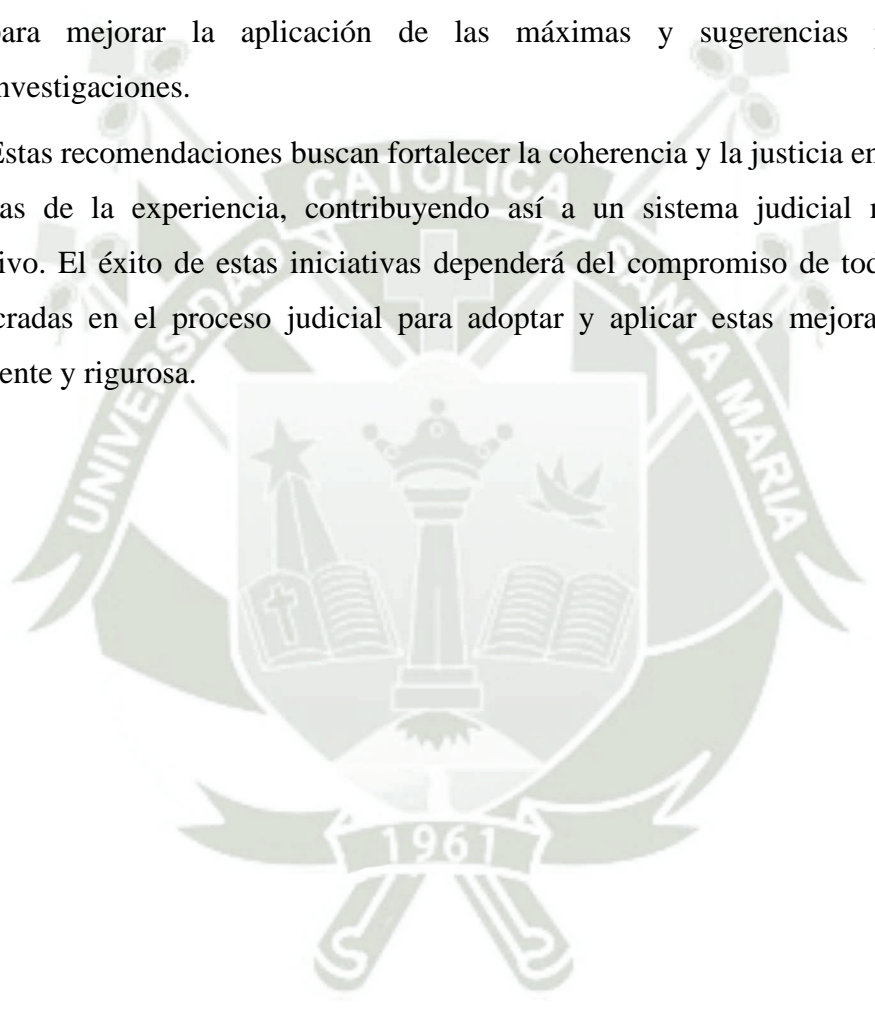 para mejorar la aplicación de las máximas y sugerencias
nvestigaciones.
Estas recomendaciones buscan fortalecer la coherencia y la justicia en
as de la experiencia, contribuyendo así a un sistema judicial
ivo. El éxito de estas iniciativas dependerá del compromiso de tod
cradas en el proceso judicial para adoptar y aplicar estas mejora
ente y rigurosa.
UNIVERSIDAD CATOLICA SANTA MARIA
1961